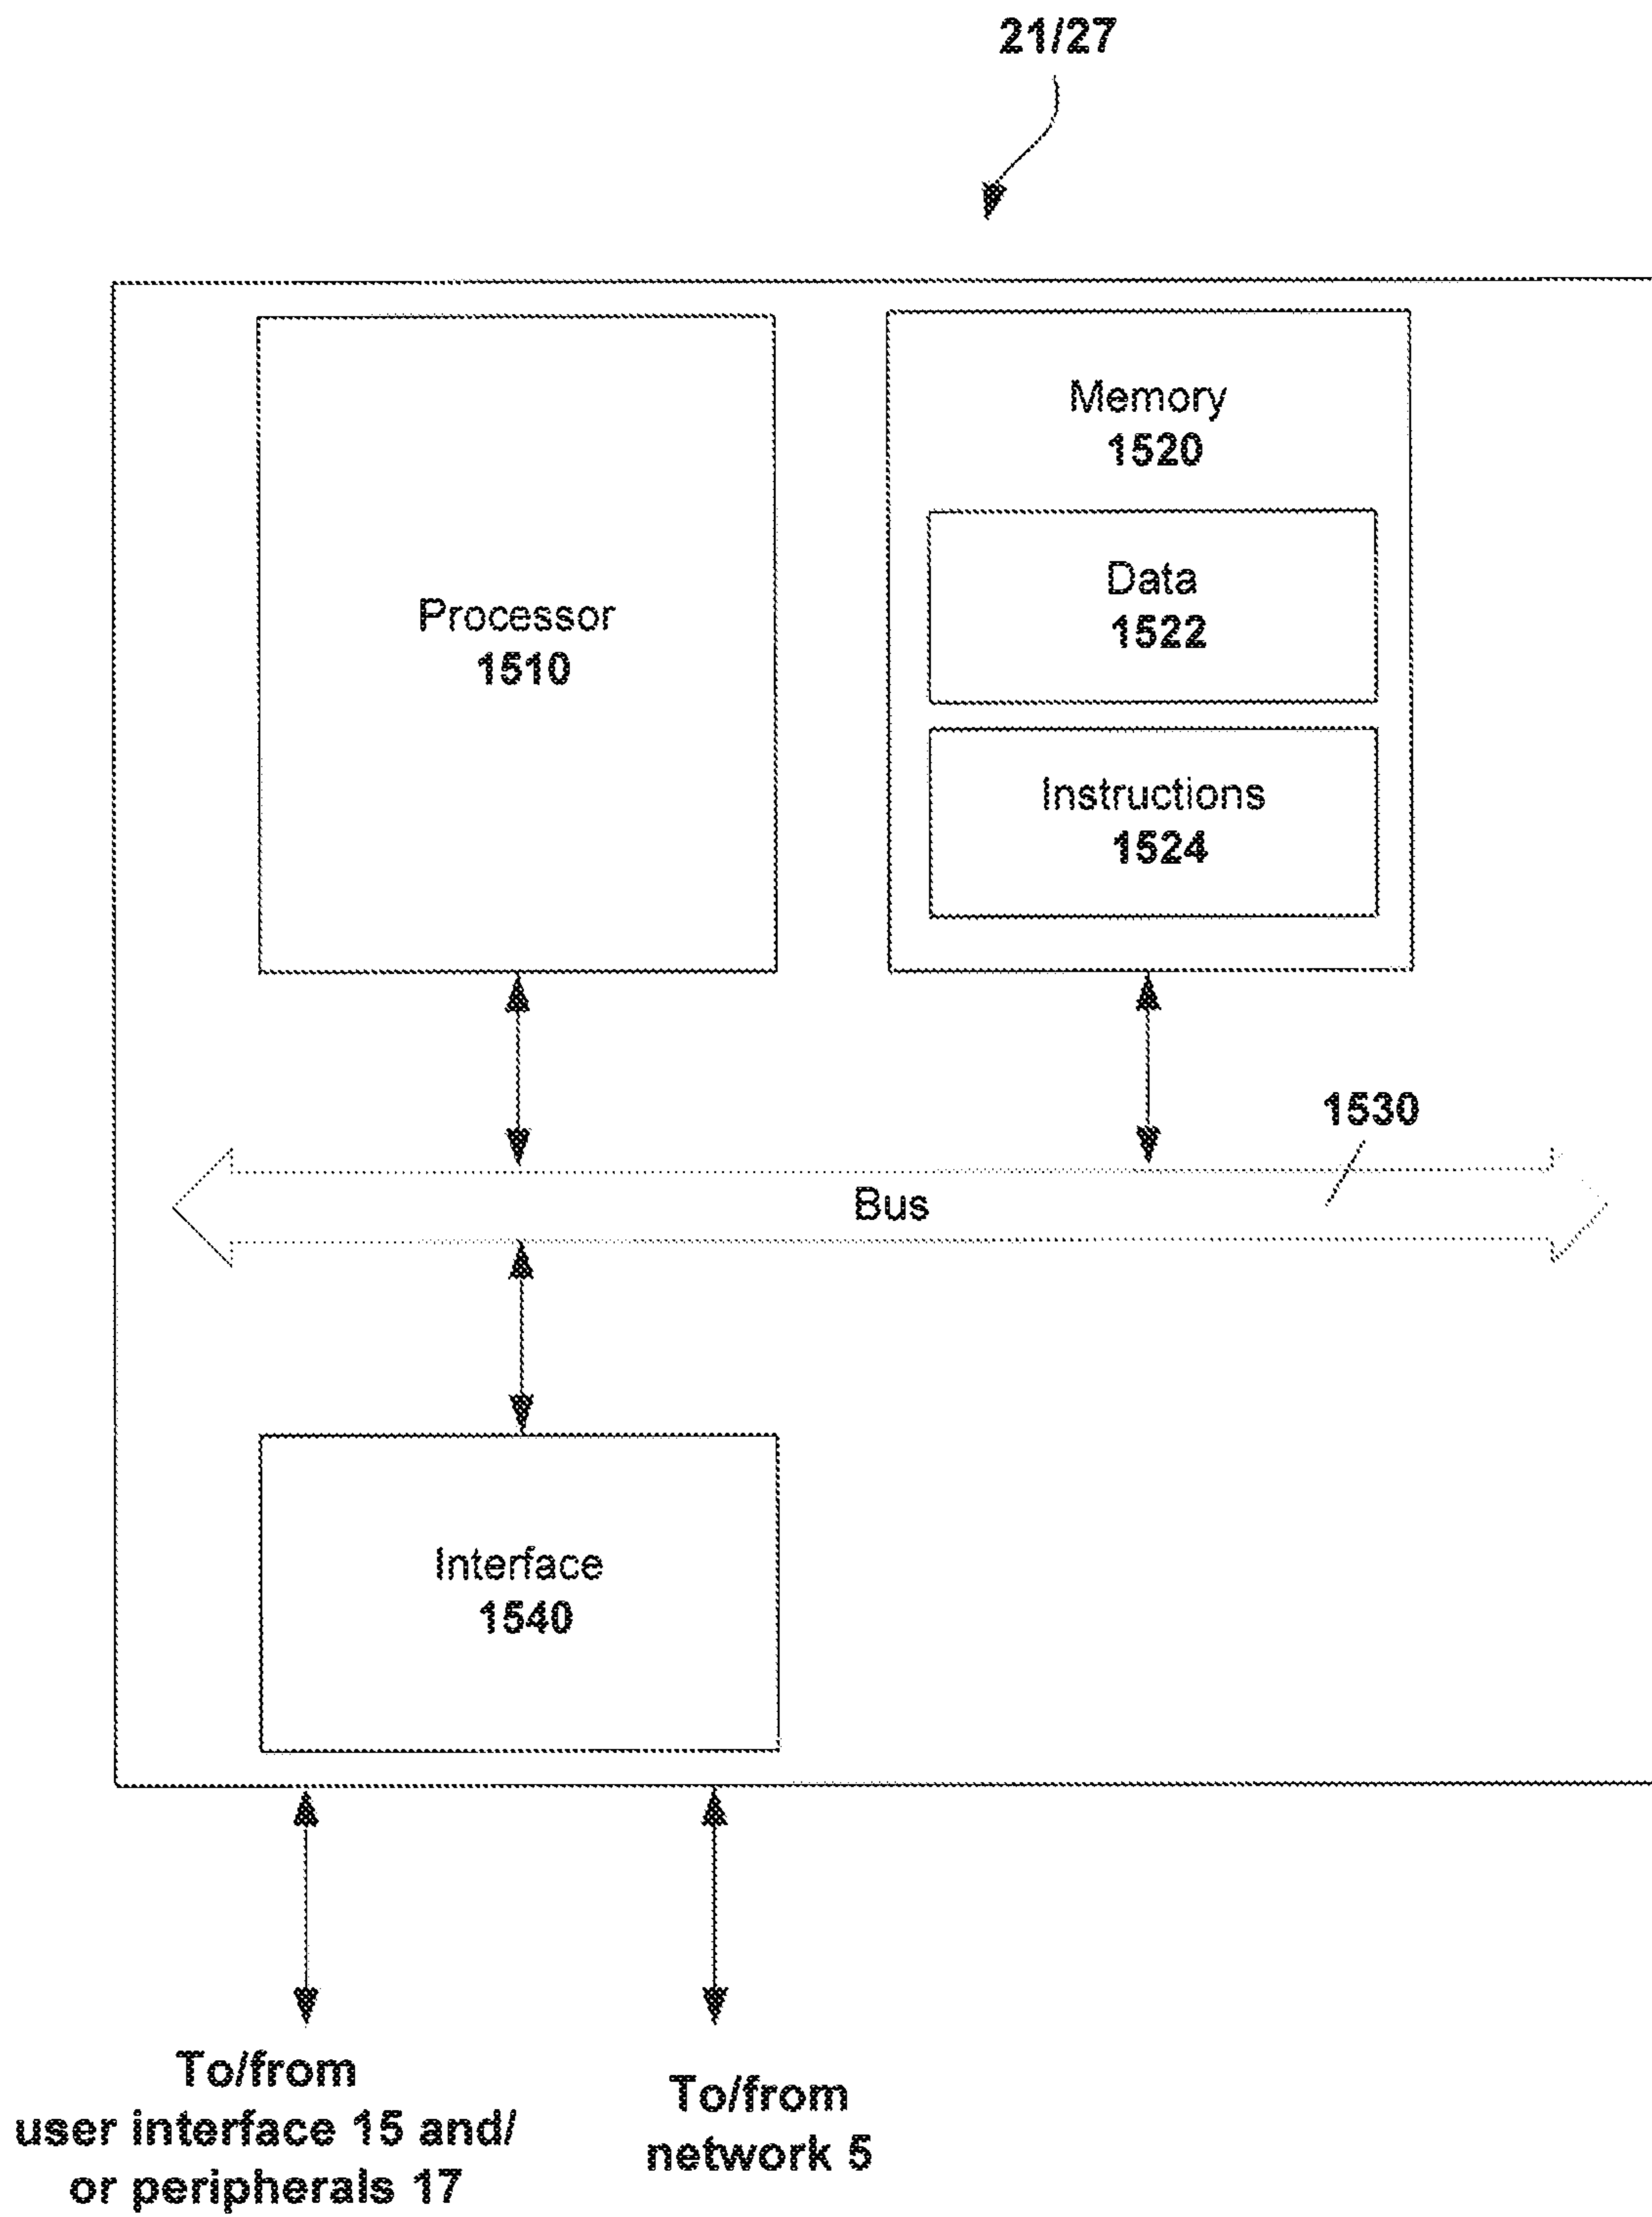 21/27
Processor
1510
Memory
1520
Data
1522
Instructions
1524
1530
Bus
Interface
1540
To/from
user interface 15 and/
or peripherals 17
To/from
network 5